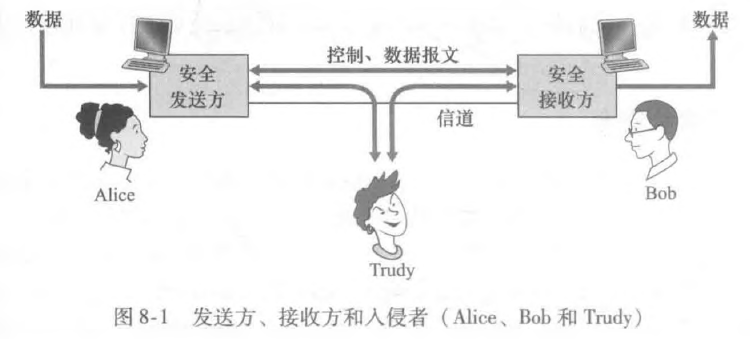 数据
数据
控制、数据报文
安全
发送方
安全
接收方
信道
Alice
Bob
Trudy
图 8-1 发送方、接收方和入侵者（Alice、Bob 和 Trudy）